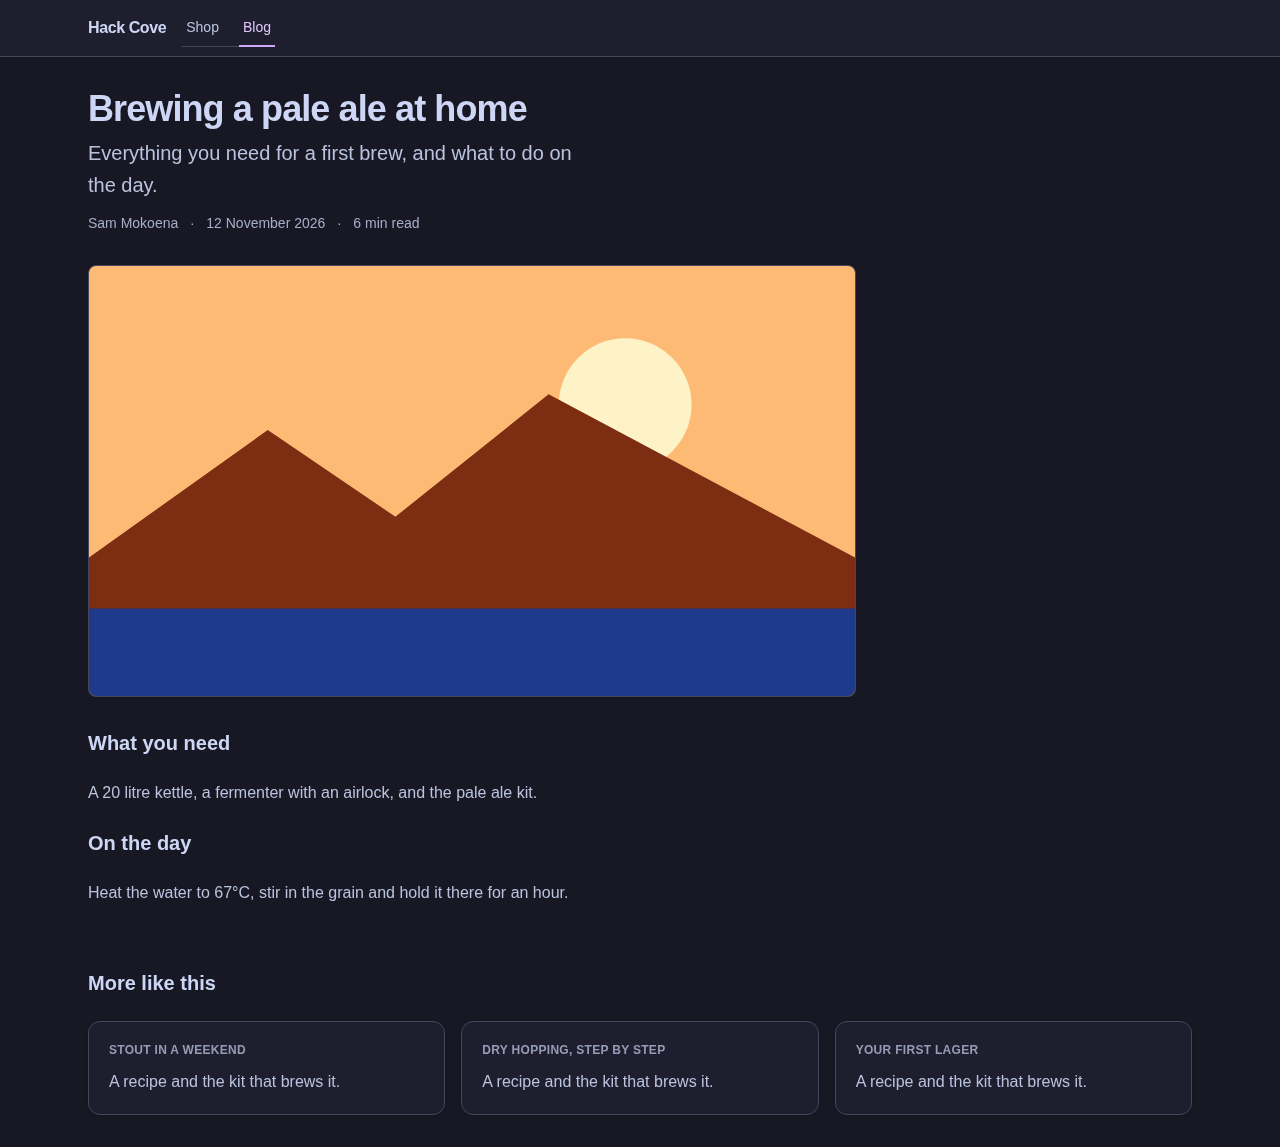 Hack Cove Shop Blog
Brewing a pale ale at home
Everything you need for a first brew, and what to do on
the day.
Sam Mokoena · 12 November 2026 · 6 min read
What you need
A 20 litre kettle, a fermenter with an airlock, and the pale ale kit.
On the day
Heat the water to 67°C, stir in the grain and hold it there for an hour.
More like this
STOUT IN A WEEKEND
A recipe and the kit that brews it.
DRY HOPPING, STEP BY STEP
A recipe and the kit that brews it.
YOUR FIRST LAGER
A recipe and the kit that brews it.